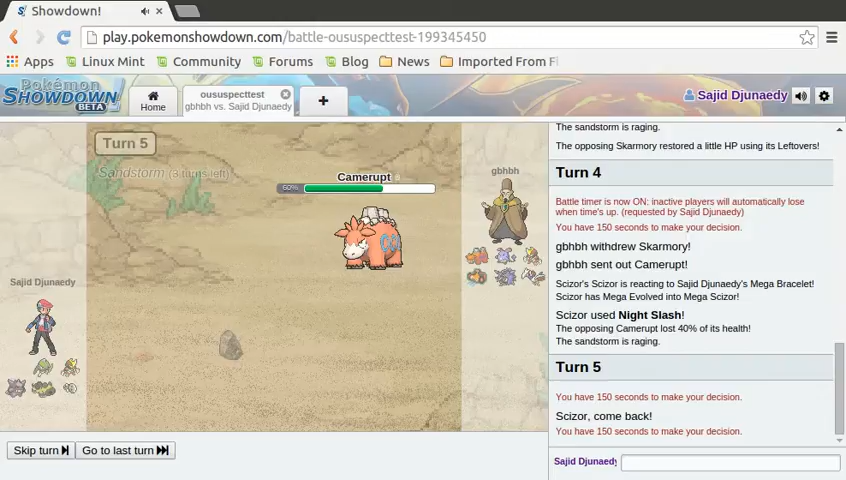 Showdown!
play.pokemonshowdown.com/battle-oususpecttest-199345450
Apps Linux Mint Community Forums Blog News Imported From Fi
Pokémon
SHOWDOWN!
BETA
Home
oususpecttest
gbhbh vs. Sajid Djunaedy
Sajid Djunaedy
Turn 5
Sandstorm (3 turns left)
Camerupt
60%
gbhbh
Sajid Djunaedy
Skip turn
Go to last turn
The sandstorm is raging.
The opposing Skarmory restored a little HP using its Leftovers!
Turn 4
Battle timer is now ON: inactive players will automatically lose
when time's up. (requested by Sajid Djunaedy)
You have 150 seconds to make your decision.
gbhbh withdrew Skarmory!
gbhbh sent out Camerupt!
Scizor's Scizor is reacting to Sajid Djunaedy's Mega Bracelet!
Scizor has Mega Evolved into Mega Scizor!
Scizor used Night Slash!
The opposing Camerupt lost 40% of its health!
The sandstorm is raging.
Turn 5
You have 150 seconds to make your decision.
Scizor, come back!
You have 150 seconds to make your decision.
Sajid Djunaedy: